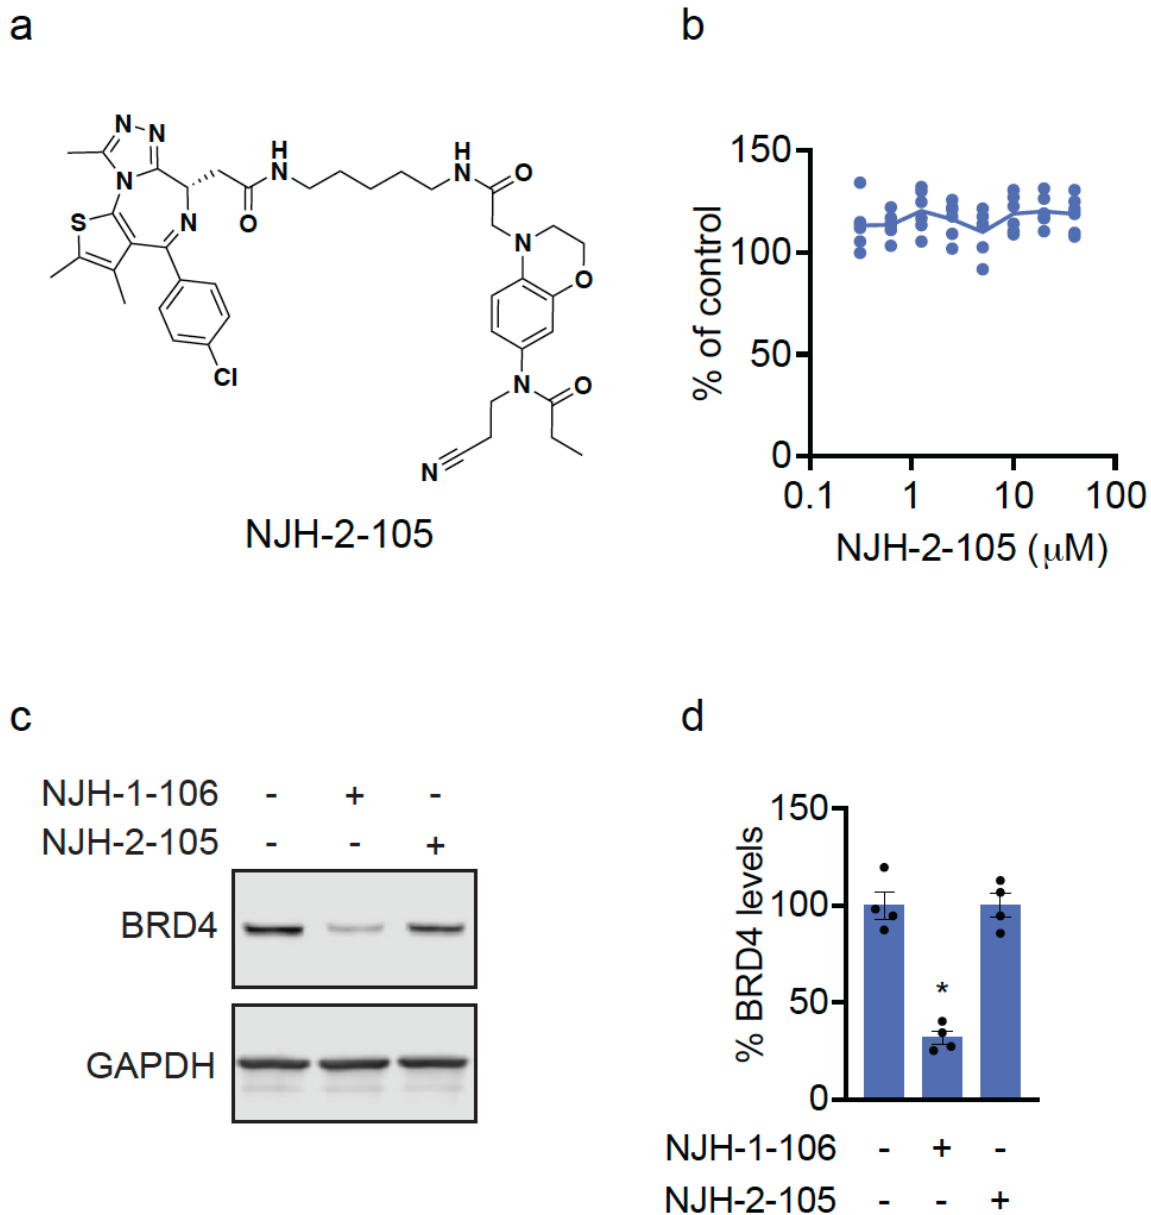 a
N
N
N
S
N
H
N
O
H
N
O
N
O
Cl
N
O
N
NJH-2-105
b
150
100
50
0
% of control
0.1 1 10 100
NJH-2-105 (μM)
c
NJH-1-106 - + -
NJH-2-105 - - +
BRD4
GAPDH
d
150
100
50
0
% BRD4 levels
*
NJH-1-106 - + -
NJH-2-105 - - +